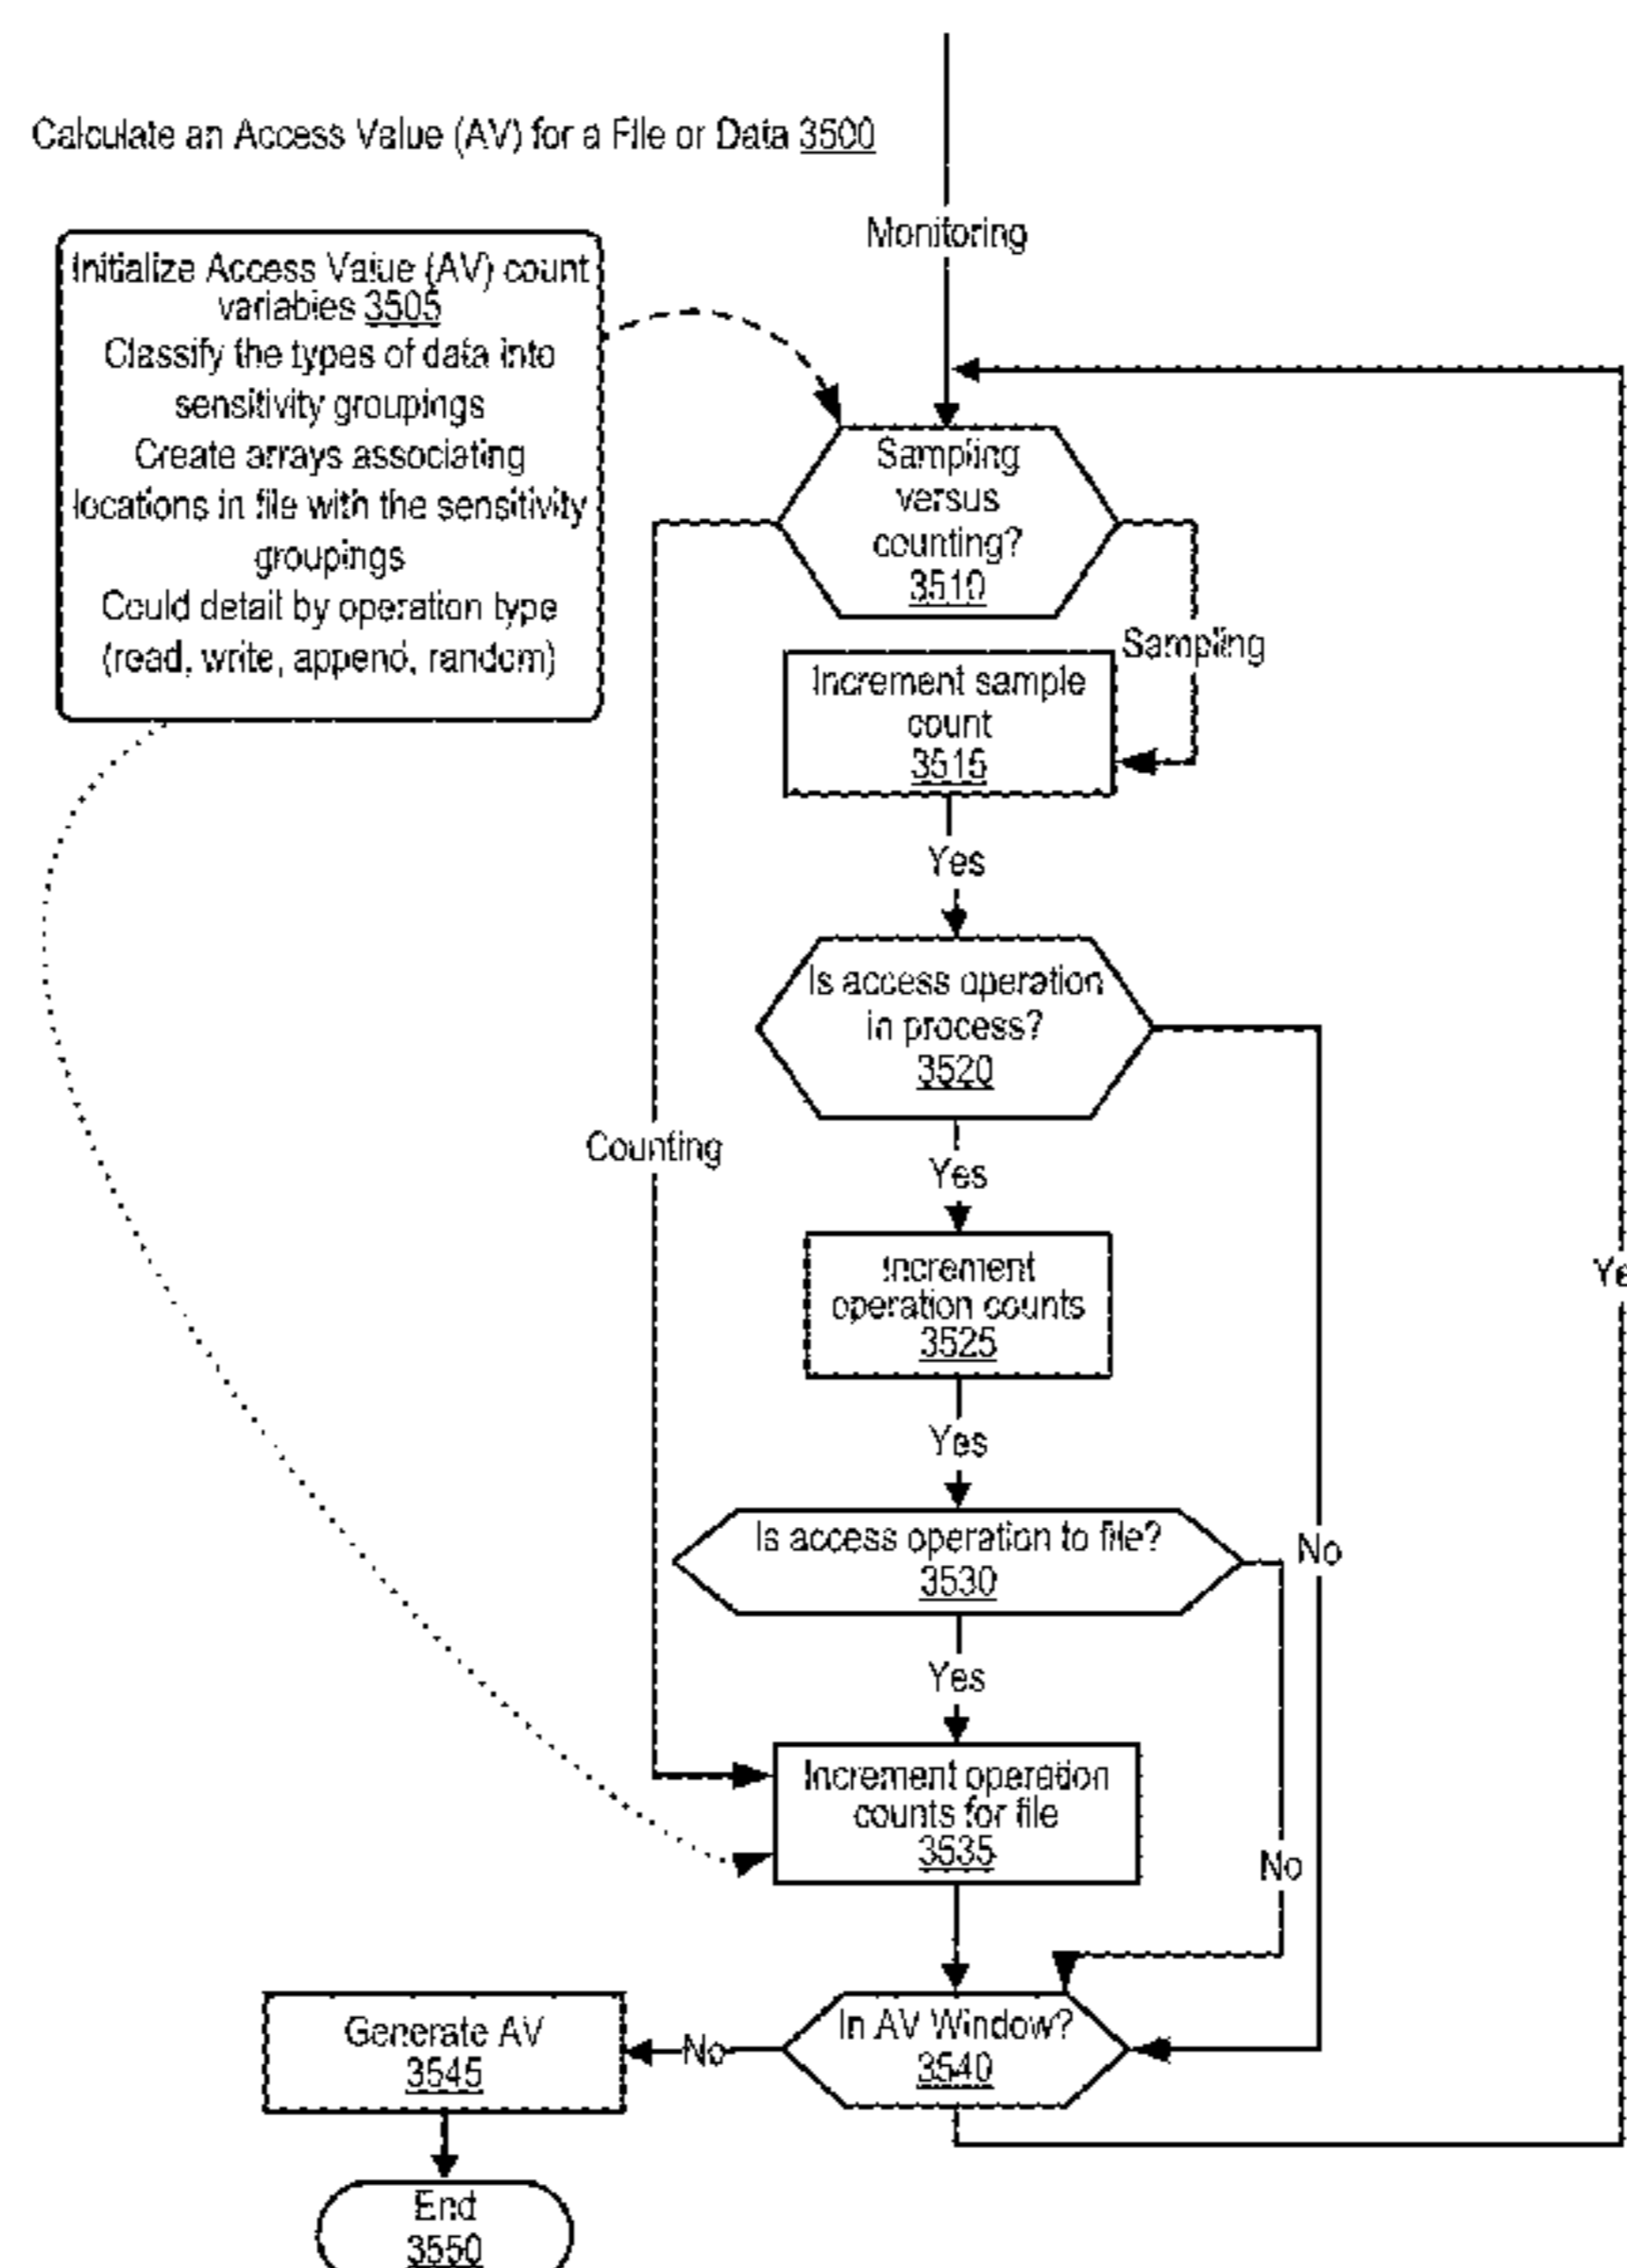 Calculate an Access Value (AV) for a File or Data 3500
Monitoring
Initialize Access Value (AV) count
variables 3505
Classify the types of data into
sensitivity groupings
Create arrays associating
locations in file with the sensitivity
groupings
Could detail by operation type
(read, write, append, random)
Sampling
versus
counting?
3510
Sampling
Increment sample
count
3515
Yes
Is access operation
in process?
3520
Counting
Yes
Increment
operation counts
3525
Ye
Yes
Is access operation to file?
3530
No
Yes
Increment operation
counts for file
3535
No
In AV Window?
3540
No
Generate AV
3545
End
3550